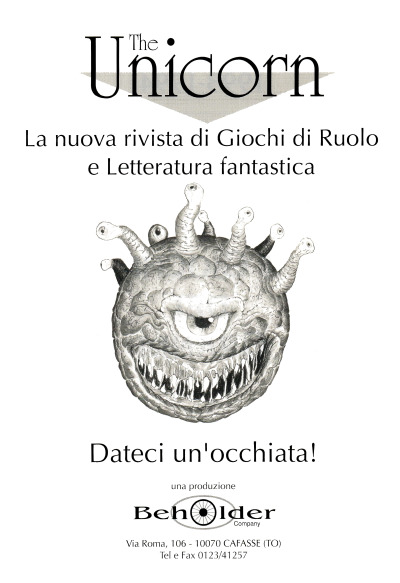 The
Unicorn
La nuova rivista di Giochi di Ruolo
e Letteratura fantastica
Dateci un'occhiata!
una produzione
Beholder
Company
Via Roma, 106 - 10070 CAFASSE (TO)
Tel e Fax 0123/41257